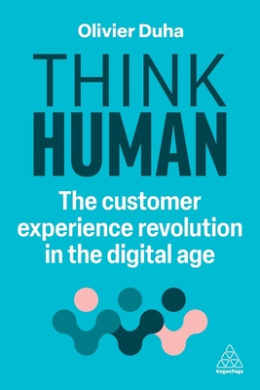 Olivier Duha
THINK
HUMAN
The customer
experience revolution
in the digital age
KoganPage